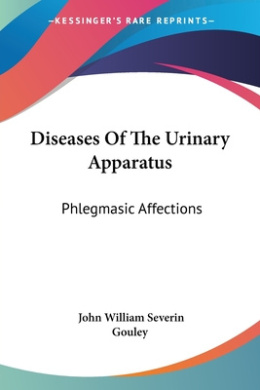 KESSINGER'S RARE REPRINTS
Diseases Of The Urinary
Apparatus
Phlegmasic Affections
John William Severin
Gouley